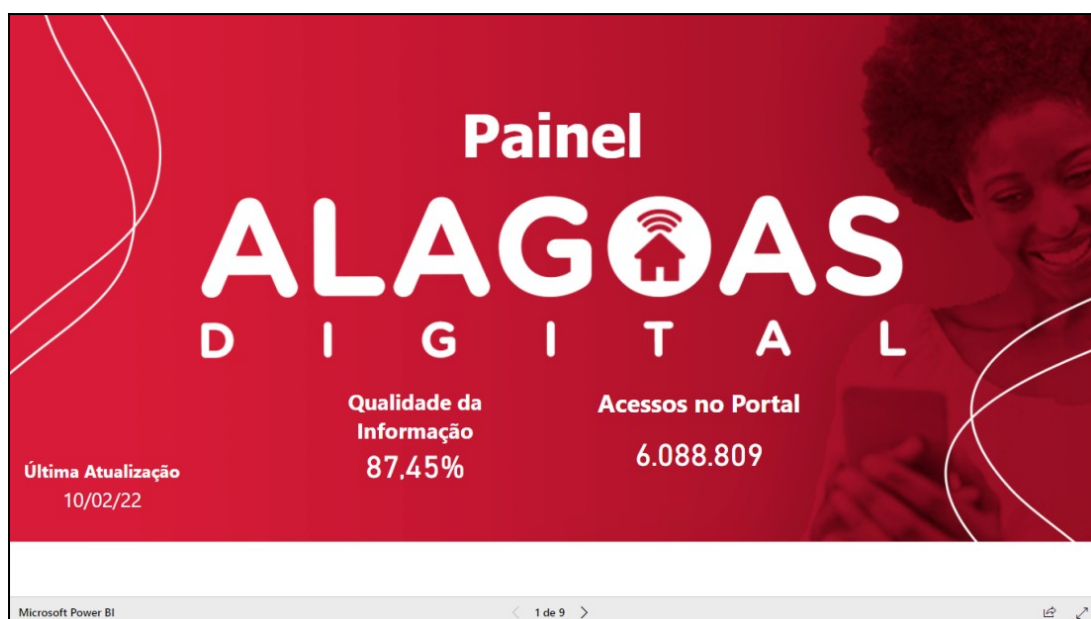 Painel
ALAGOAS
DIGITAL
Qualidade da
Informação
87,45%
Acessos no Portal
6.088.809
Última Atualização
10/02/22
Microsoft Power BI
1 de 9